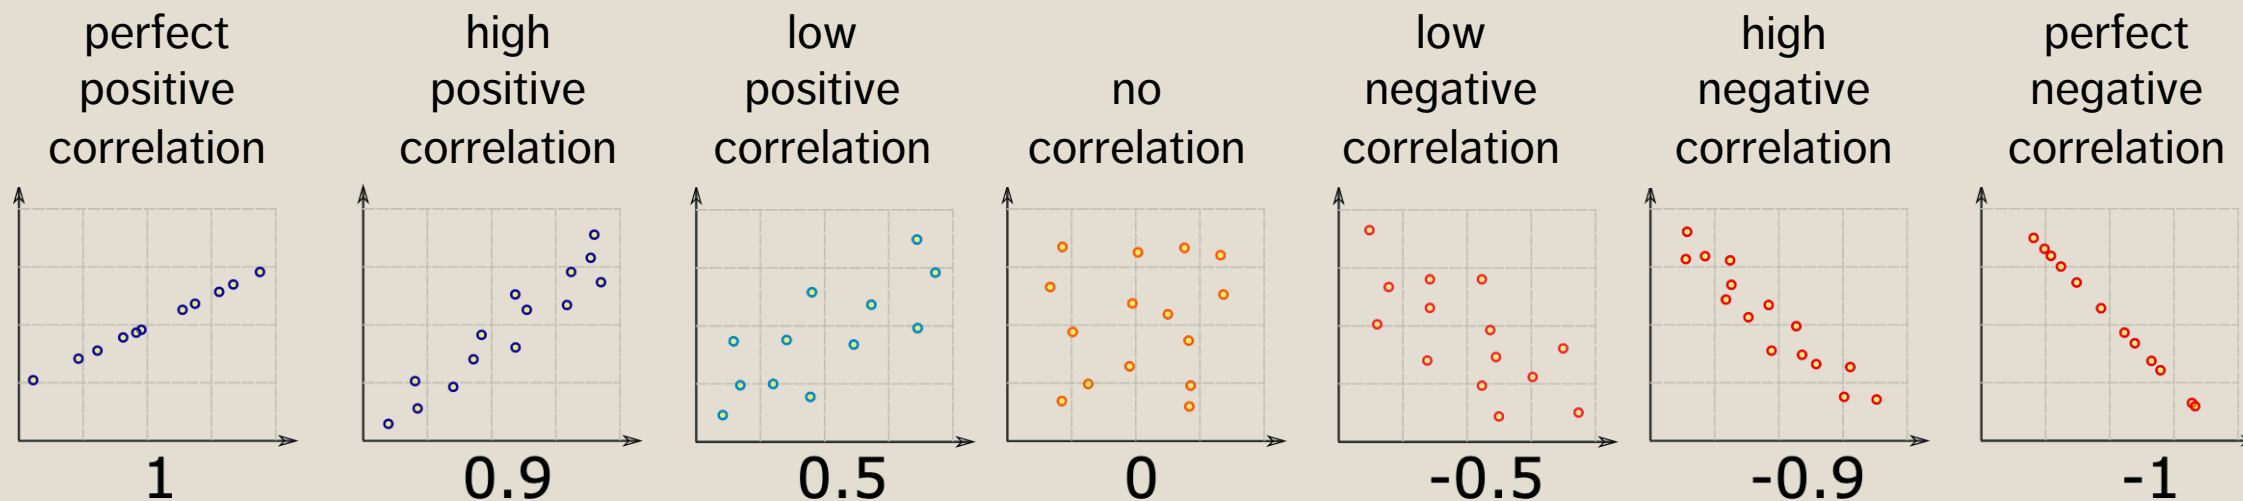 perfect
positive
correlation
high
positive
correlation
low
positive
correlation
no
correlation
low
negative
correlation
high
negative
correlation
perfect
negative
correlation
1
0.9
0.5
0
-0.5
-0.9
-1